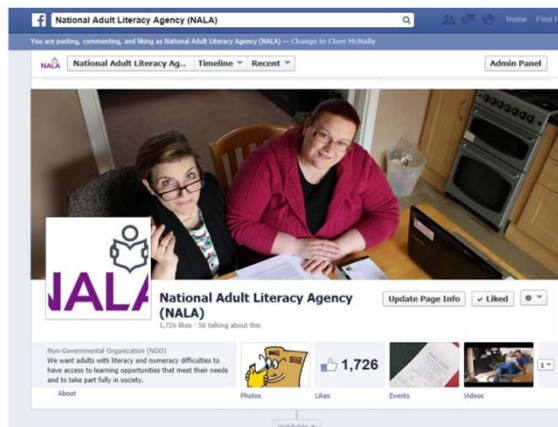 National Adult Literacy Agency (NALA)
Home
Find F
You are posting, commenting, and liking as National Adult Literacy Agency (NALA) — Change to Clare McNally
NALA
National Adult Literacy Ag..
Timeline
Recent
Admin Panel
NALA
National Adult Literacy Agency
(NALA)
1,726 likes · 56 talking about this
Update Page Info
✓ Liked
Non-Governmental Organization (NGO)
We want adults with literacy and numeracy difficulties to
have access to learning opportunities that meet their needs
and to take part fully in society.
About
1,726
1
Photos
Likes
Events
Videos
Highlights